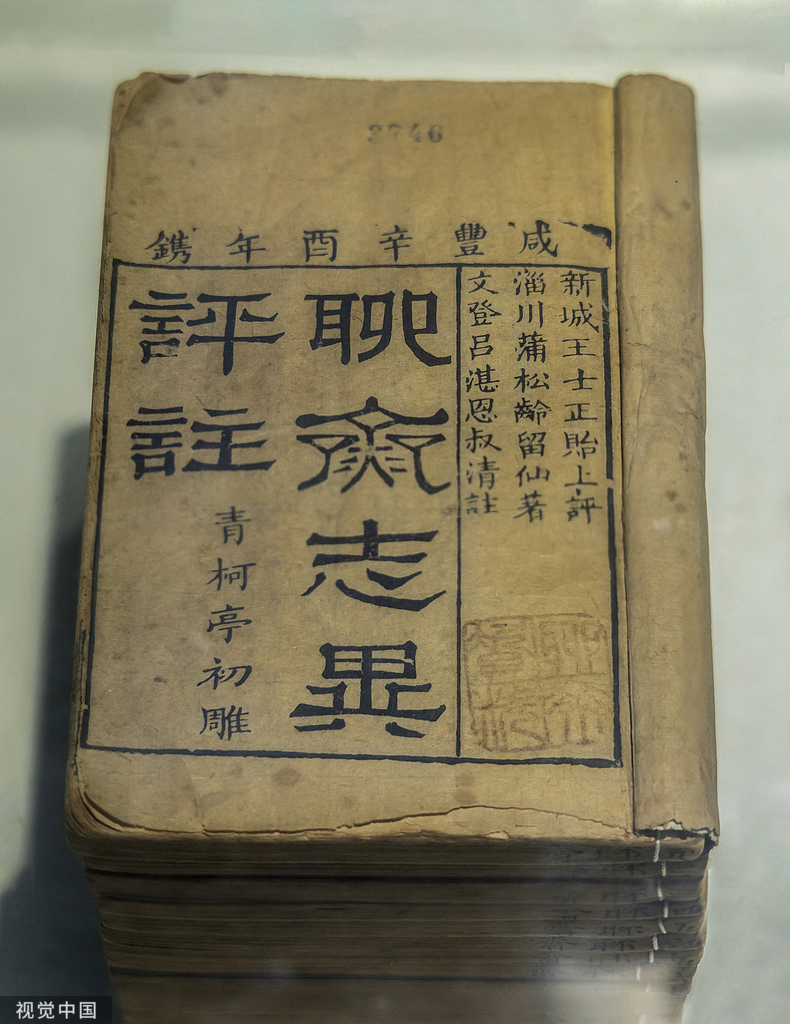 3746
咸豐辛酉年鐫
新城王士正貽上評
淄川蒲松齡留仙著
文登呂湛恩叔清註
聊齋志異
評註
青柯亭初雕
视觉中国